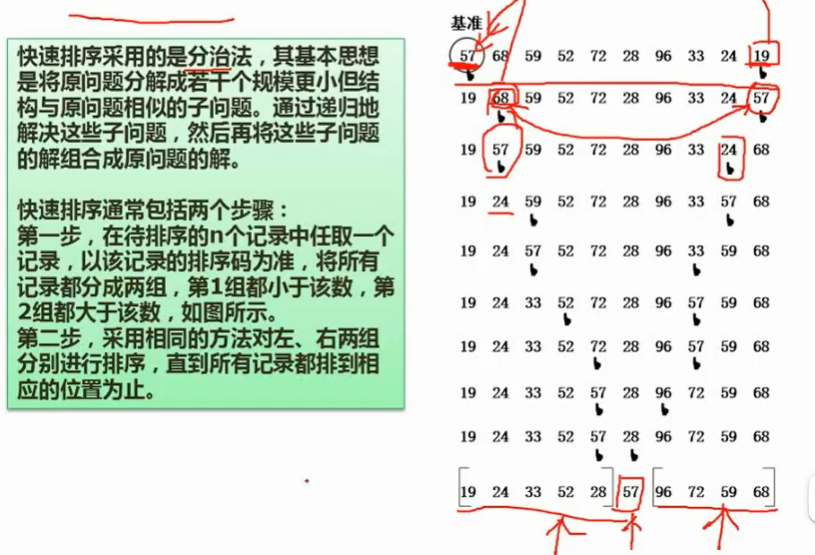 快速排序采用的是分治法，其基本思想
是将原问题分解成若干个规模更小但结
构与原问题相似的子问题。通过递归地
解决这些子问题，然后再将这些子问题
的解组合成原问题的解。
快速排序通常包括两个步骤：
第一步，在待排序的n个记录中任取一个
记录，以该记录的排序码为准，将所有
记录都分成两组，第1组都小于该数，第
2组都大于该数，如图所示。
第二步，采用相同的方法对左、右两组
分别进行排序，直到所有记录都排到相
应的位置为止。
基准
57 68 59 52 72 28 96 33 24 19
19 68 59 52 72 28 96 33 24 57
19 57 59 52 72 28 96 33 24 68
19 24 59 52 72 28 96 33 57 68
19 24 57 52 72 28 96 33 59 68
19 24 33 52 72 28 96 57 59 68
19 24 33 52 72 28 96 57 59 68
19 24 33 52 57 28 96 72 59 68
19 24 33 52 57 28 96 72 59 68
[19 24 33 52 28] 57 [96 72 59 68]